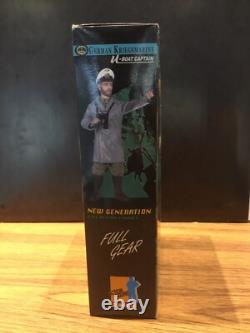 GERMAN KRIEGSMARINE
U-BOAT CAPTAIN
NEW GENERATION
FULL
GEAR